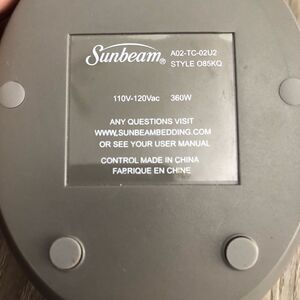 Sunbeam®
A02-TC-02U2
STYLE O85KQ
110V-120Vac 360W
ANY QUESTIONS VISIT
WWW.SUNBEAMBEDDING.COM
OR SEE YOUR USER MANUAL
CONTROL MADE IN CHINA
FABRIQUE EN CHINE